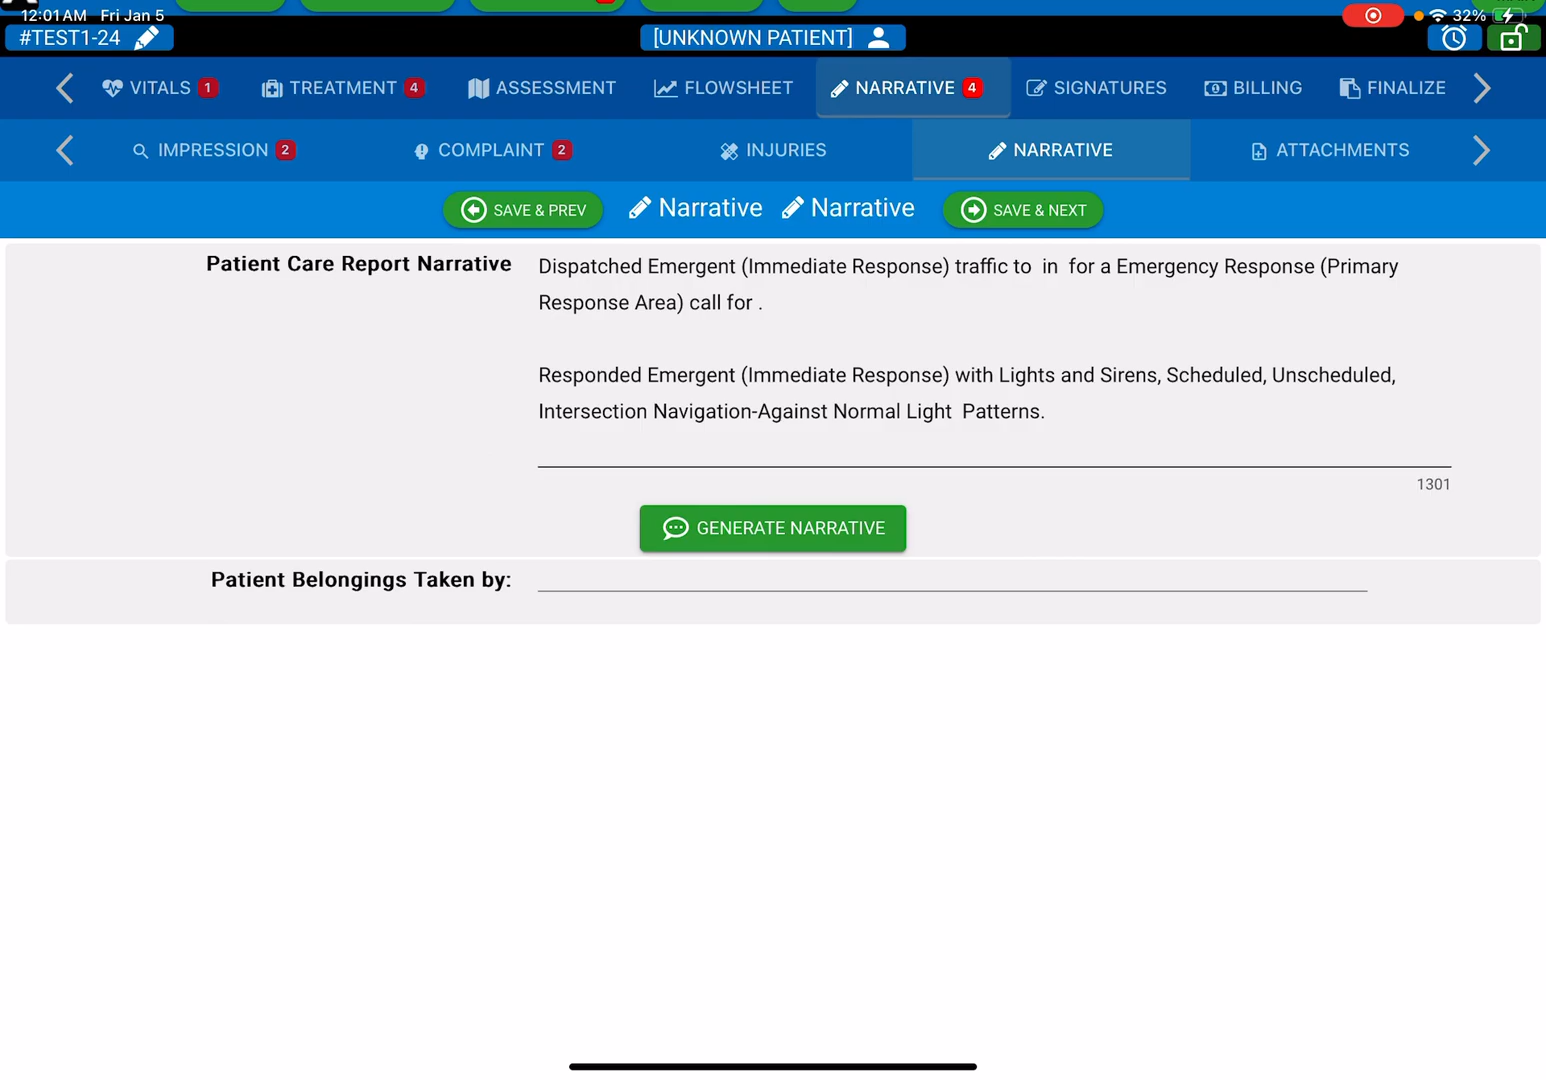 12:01 AM Fri Jan 5
32%
#TEST1-24
[UNKNOWN PATIENT]
VITALS 1
TREATMENT 4
ASSESSMENT
FLOWSHEET
NARRATIVE 4
SIGNATURES
BILLING
FINALIZE
IMPRESSION 2
COMPLAINT 2
INJURIES
NARRATIVE
ATTACHMENTS
SAVE & PREV
Narrative
Narrative
SAVE & NEXT
Patient Care Report Narrative
Dispatched Emergent (Immediate Response) traffic to  in  for a Emergency Response (Primary
Response Area) call for .
Responded Emergent (Immediate Response) with Lights and Sirens, Scheduled, Unscheduled,
Intersection Navigation-Against Normal Light  Patterns.
1301
GENERATE NARRATIVE
Patient Belongings Taken by: